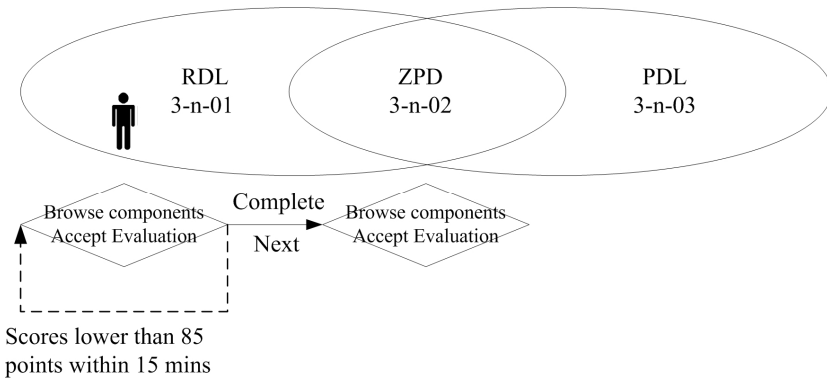 RDL
3-n-01
ZPD
3-n-02
PDL
3-n-03
Browse components
Accept Evaluation
Complete
Next
Browse components
Accept Evaluation
Scores lower than 85
points within 15 mins